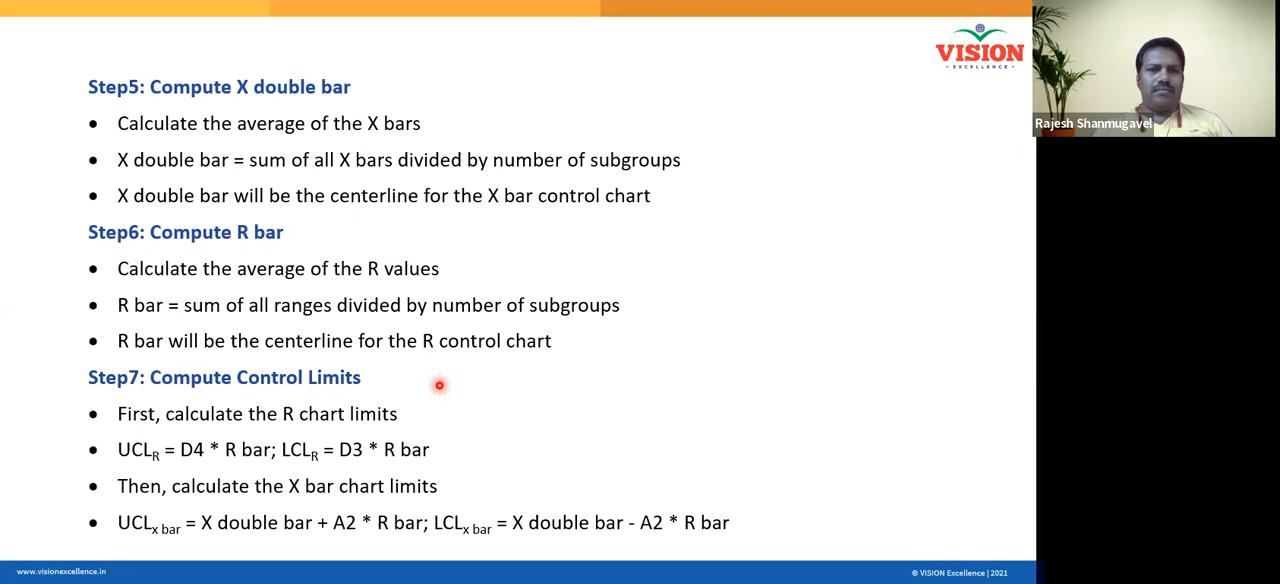 VISION
- EXCELLENCE -
Rajesh Shanmugavel
Step5: Compute X double bar
• Calculate the average of the X bars
• X double bar = sum of all X bars divided by number of subgroups
• X double bar will be the centerline for the X bar control chart
Step6: Compute R bar
• Calculate the average of the R values
• R bar = sum of all ranges divided by number of subgroups
• R bar will be the centerline for the R control chart
Step7: Compute Control Limits
• First, calculate the R chart limits
• UCLR = D4 * R bar; LCLR = D3 * R bar
• Then, calculate the X bar chart limits
• UCLx bar = X double bar + A2 * R bar; LCLx bar = X double bar - A2 * R bar
www.visionexcellence.in
© VISION Excellence | 2021